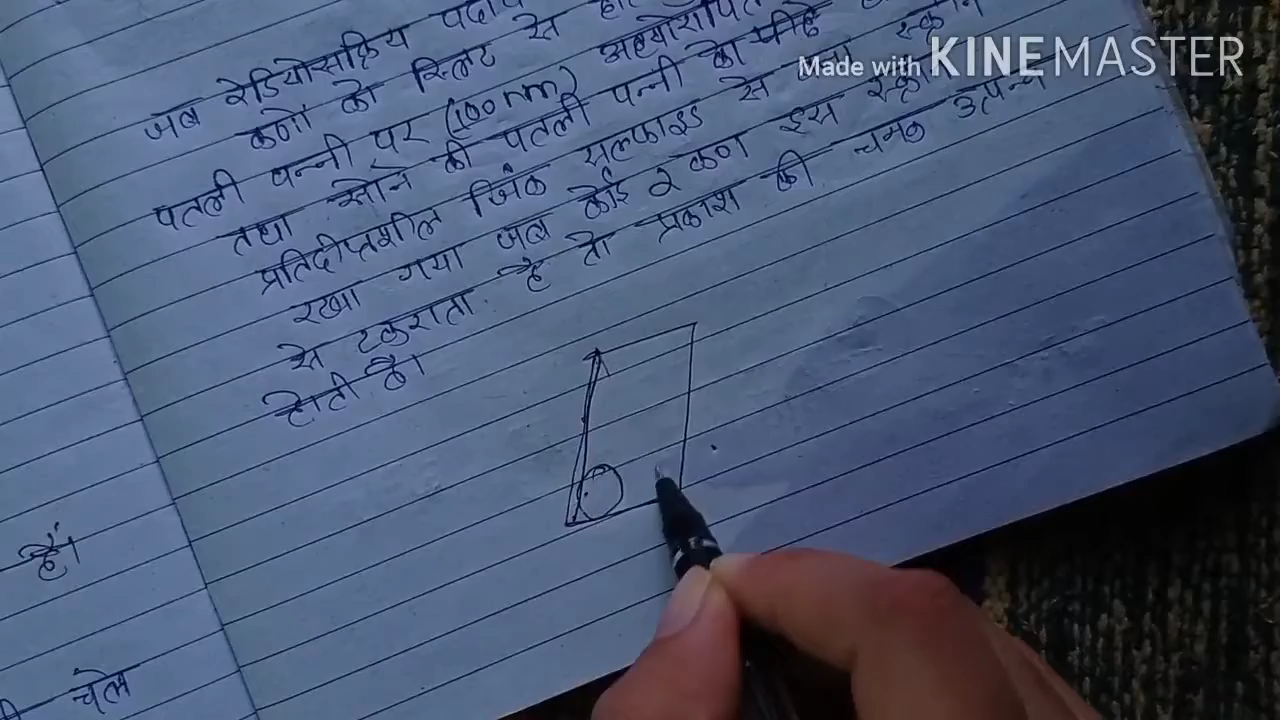 जब रेडियोसक्रिय पदार्थ
कणों को स्लिट से
पतली पन्नी पर (100 nm)
तथा सोने की पतली पन्नी को पीछे
प्रतिदीप्तशील जिंक सल्फाइड से बना स्क्रीन
रखा गया जब कोई α कण इस स्क्रीन
से टकराता है तो प्रकाश की चमक उत्पन्न
होती है।
है।
Made with KINEMASTER